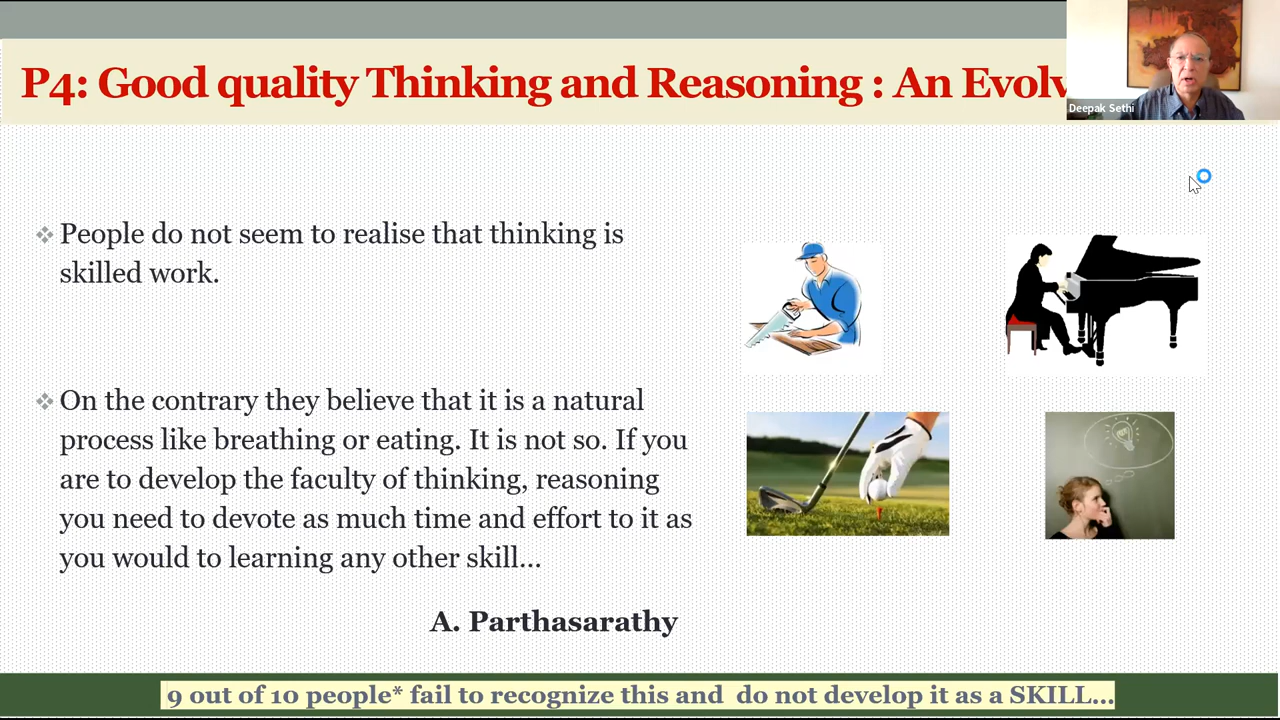 P4: Good quality Thinking and Reasoning : An Evolv
Deepak Sethi
People do not seem to realise that thinking is
skilled work.
On the contrary they believe that it is a natural
process like breathing or eating. It is not so. If you
are to develop the faculty of thinking, reasoning
you need to devote as much time and effort to it as
you would to learning any other skill...
A. Parthasarathy
9 out of 10 people* fail to recognize this and do not develop it as a SKILL...